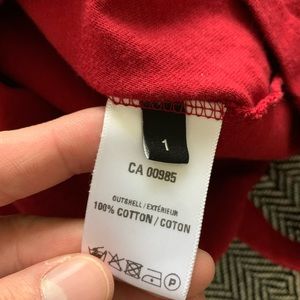 1
CA 00985
OUTSHELL / EXTÉRIEUR
100% COTTON / COTON
P